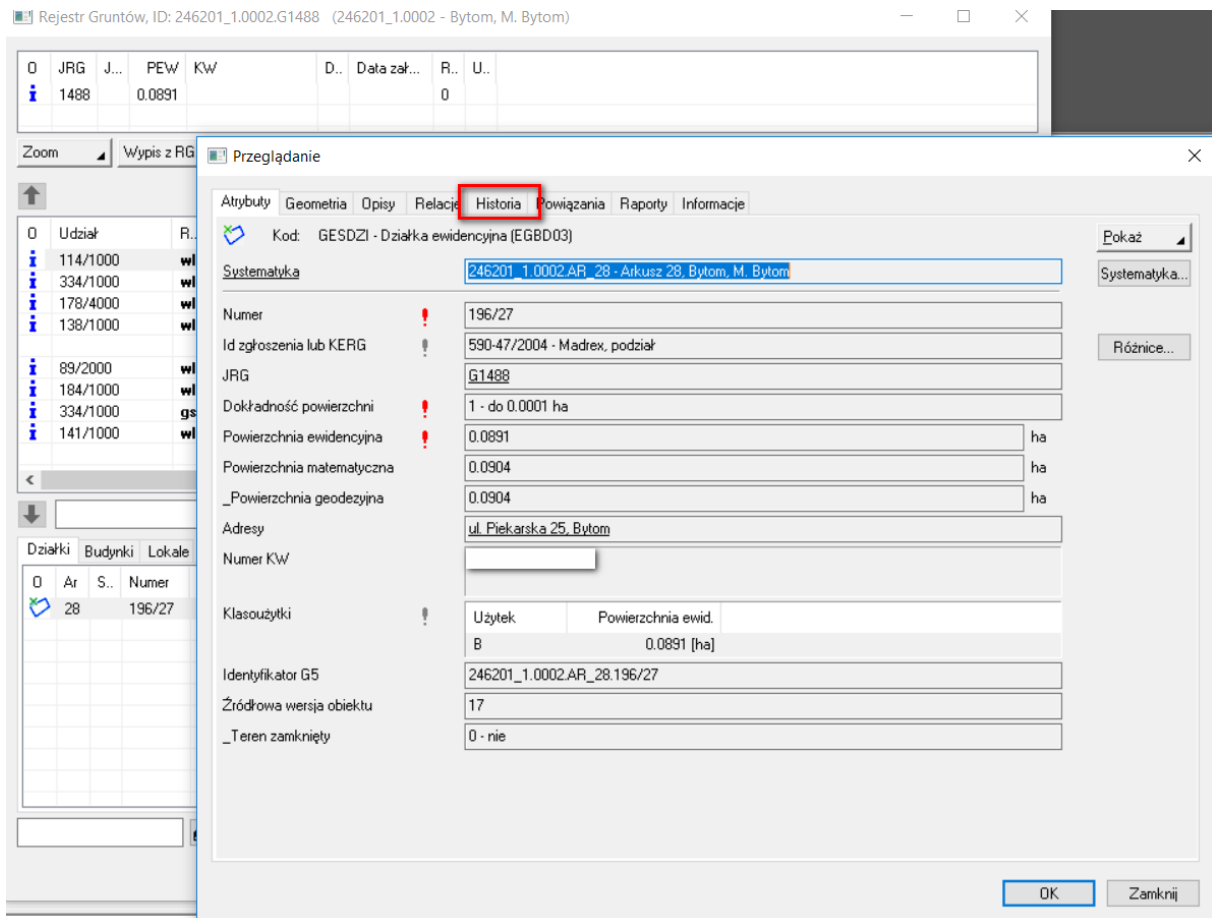 Rejestr Gruntów, ID: 246201_1.0002.G1488 (246201_1.0002 - Bytom, M. Bytom)
O JRG J... PEW KW D.. Data zał... R.. U..
1488 0.0891 0
Zoom Wypis z RG
Przeglądanie
Atrybuty Geometria Opisy Relacje Historia Powiązania Raporty Informacje
O Udział R..
114/1000 wł
334/1000 wł
178/4000 wł
138/1000 wł
89/2000 wł
184/1000 wł
334/1000 gs
141/1000 wł
Kod: GESDZI - Działka ewidencyjna (EGBD03)
Pokaż
Systematyka 246201_1.0002.AR_28 - Arkusz 28, Bytom, M. Bytom
Systematyka...
Numer 196/27
Id zgłoszenia lub KERG 590-47/2004 - Madrex, podział
Różnice...
JRG G1488
Dokładność powierzchni 1 - do 0.0001 ha
Powierzchnia ewidencyjna 0.0891 ha
Powierzchnia matematyczna 0.0904 ha
_Powierzchnia geodezyjna 0.0904 ha
Adresy ul. Piekarska 25, Bytom
Numer KW
Działki Budynki Lokale
O Ar S.. Numer
28 196/27
Klasoużytki Użytek Powierzchnia ewid.
B 0.0891 [ha]
Identyfikator G5 246201_1.0002.AR_28.196/27
Źródłowa wersja obiektu 17
_Teren zamknięty 0 - nie
OK Zamknij